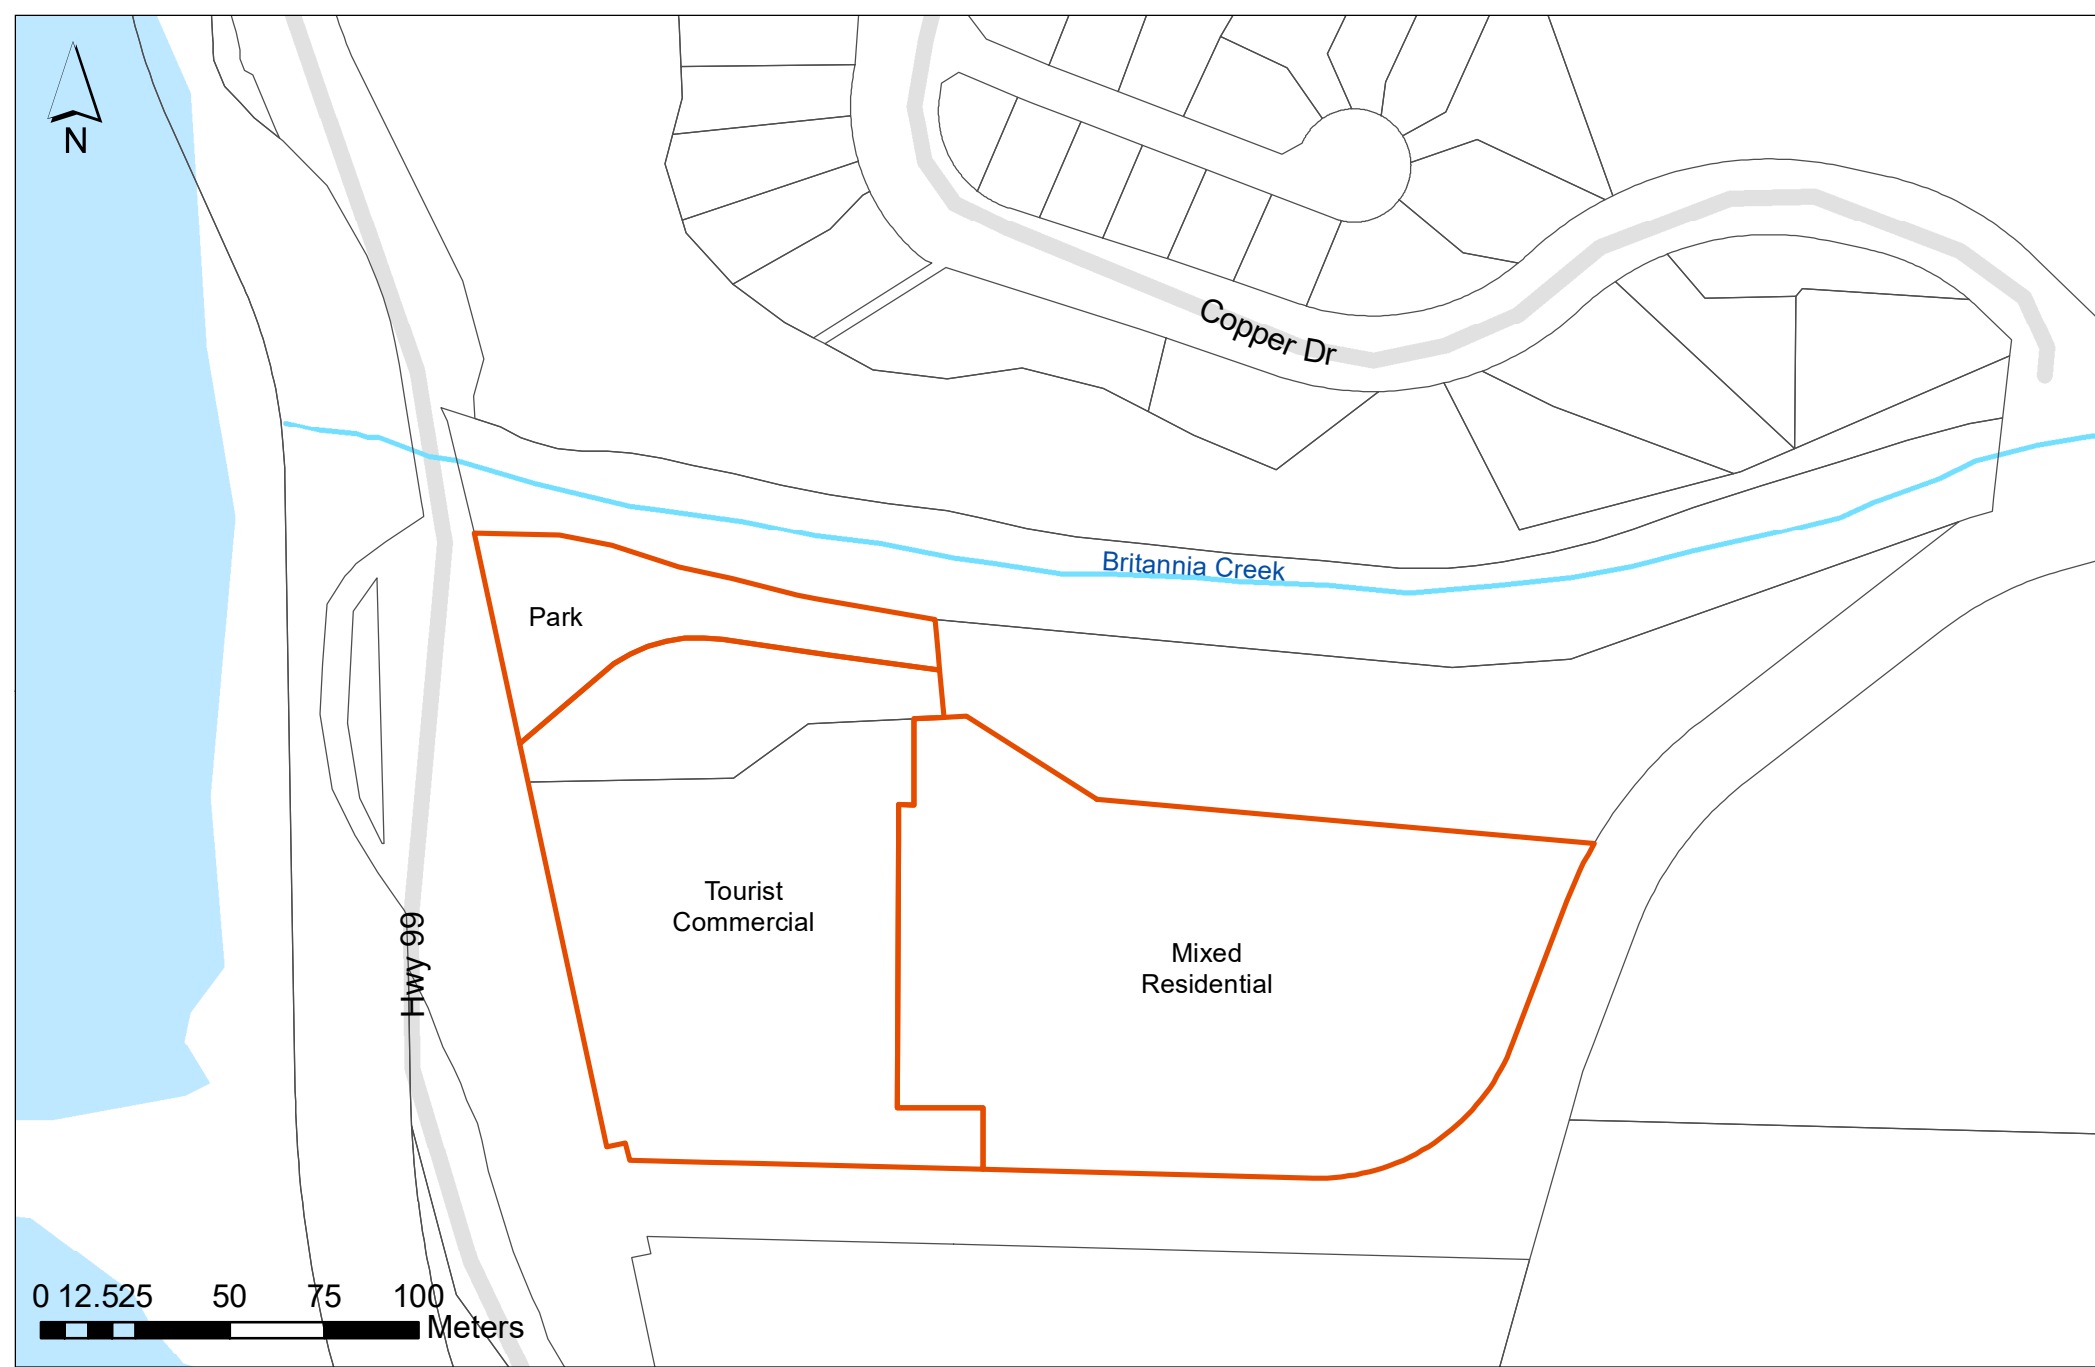 N
Copper Dr
Britannia Creek
Park
Tourist
Commercial
Mixed
Residential
Hwy 99
0 12.525 50 75 100
Meters